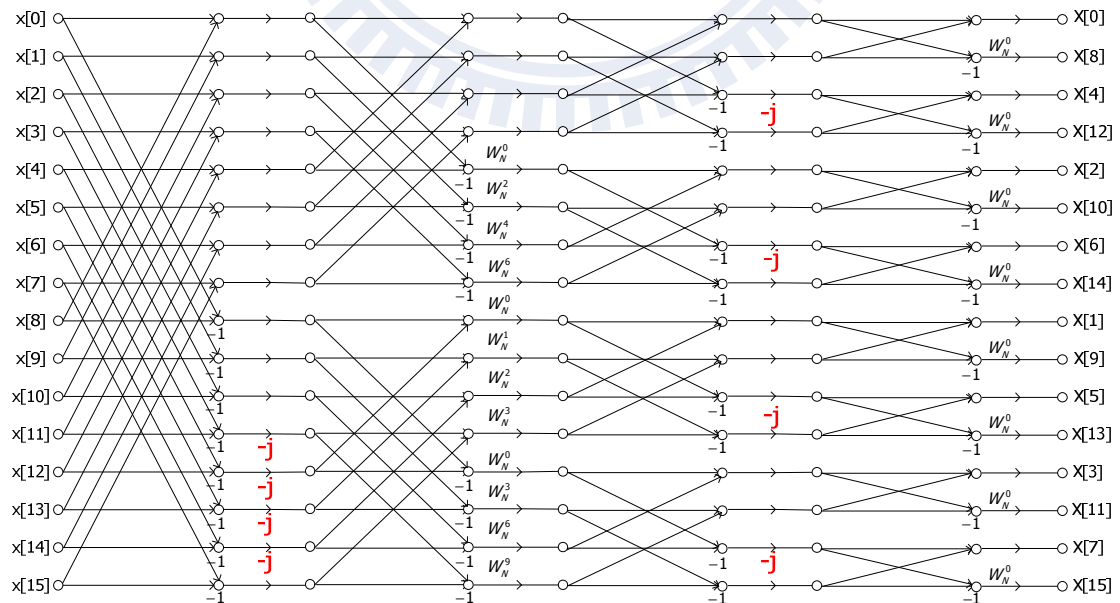 x[0] X[0]
W_N^0
x[1] -1 X[8]
x[2] -1 -j X[4]
W_N^0
x[3] -1 -1 X[12]
W_N^0
x[4] -1 X[2]
W_N^2 W_N^0
x[5] -1 -1 X[10]
W_N^4
x[6] -1 -1 -j X[6]
W_N^6 W_N^0
x[7] -1 -1 -1 X[14]
W_N^0
x[8] -1 X[1]
W_N^1 W_N^0
x[9] -1 -1 X[9]
W_N^2
x[10] -1 -1 -j X[5]
W_N^3 W_N^0
x[11] -1 -j -1 -1 X[13]
W_N^0
x[12] -1 -j -1 X[3]
W_N^3 W_N^0
x[13] -1 -j -1 -1 X[11]
W_N^6
x[14] -1 -j -1 -1 -j X[7]
W_N^9 W_N^0
x[15] -1 -1 -1 -1 X[15]